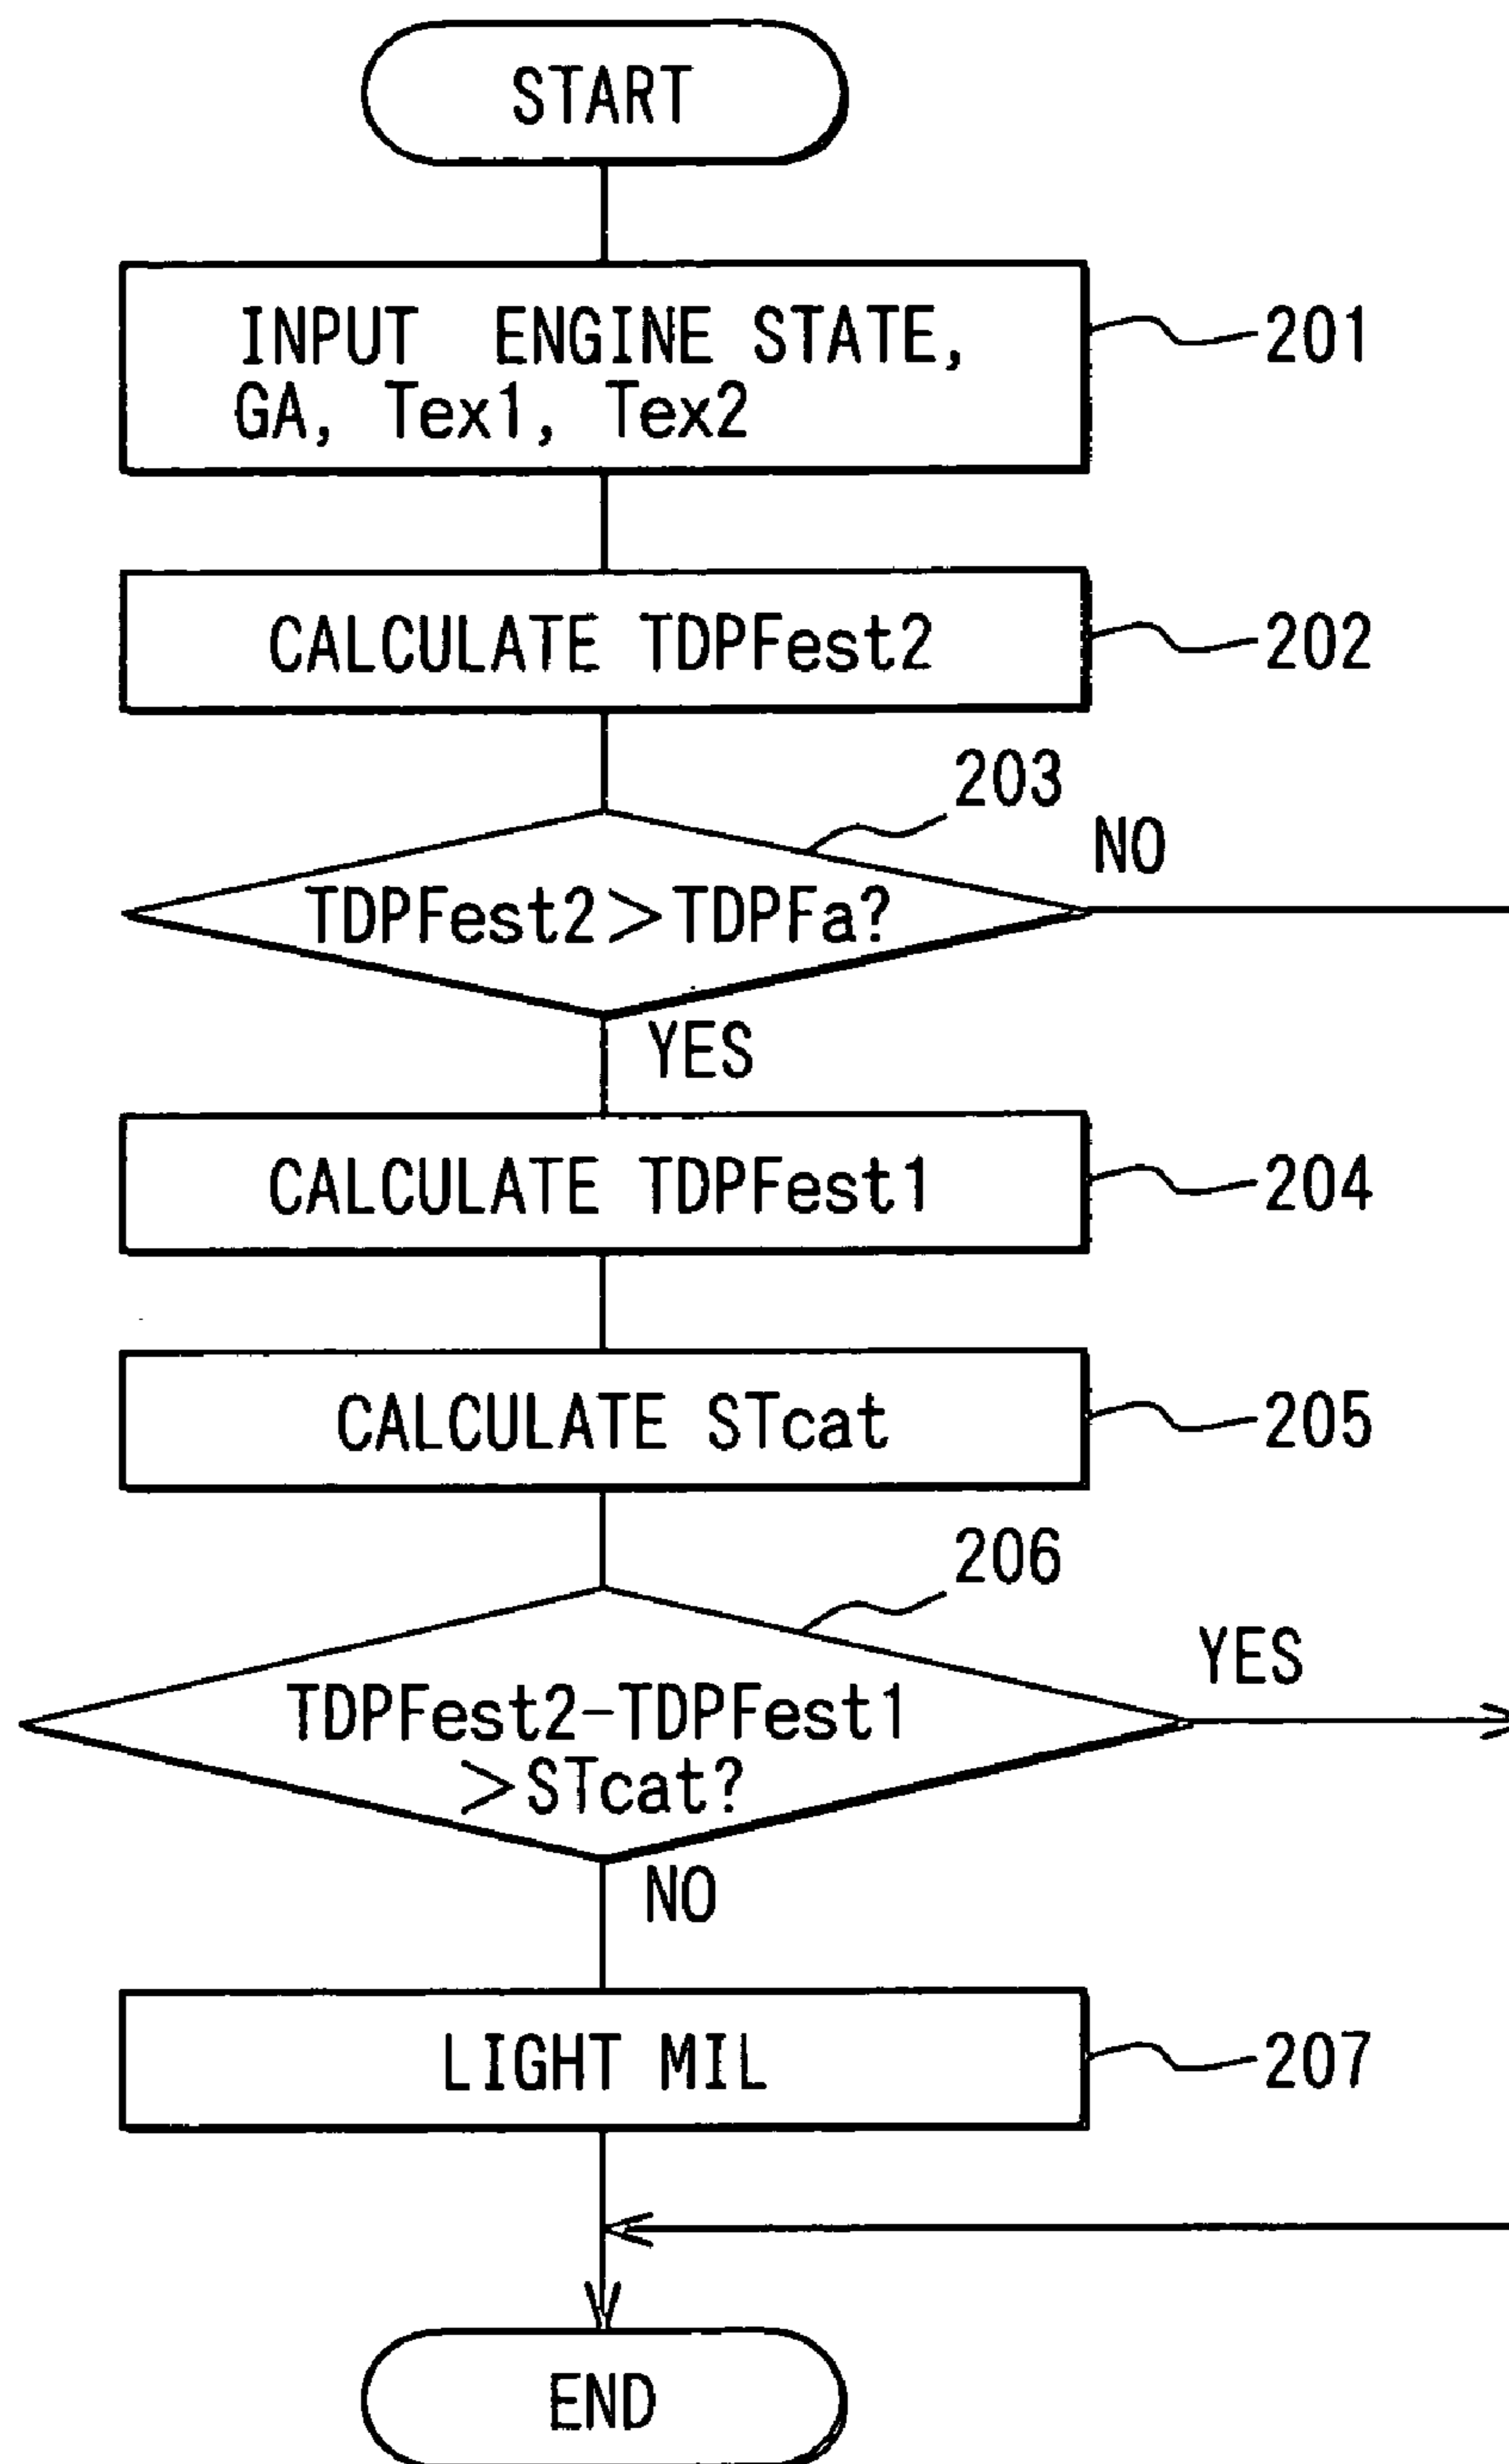 START
INPUT ENGINE STATE,
GA, Tex1, Tex2
201
CALCULATE TDPFest2
202
203
TDPFest2>TDPFa?
NO
YES
CALCULATE TDPFest1
204
CALCULATE STcat
205
206
TDPFest2-TDPFest1
>STcat?
YES
NO
LIGHT MIL
207
END